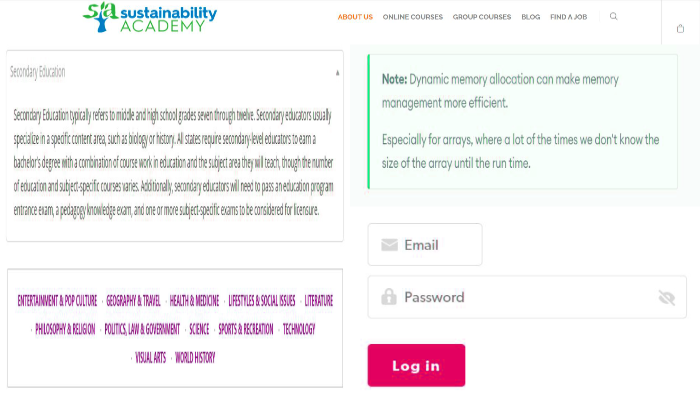 sa sustainability
ACADEMY
ABOUT US ONLINE COURSES GROUP COURSES BLOG FIND A JOB
Secondary Education
Secondary Education typically refers to middle and high school grades seven through twelve. Secondary educators usually
specialize in a specific content area, such as biology or history. All states require secondary-level educators to earn a
bachelor's degree with a combination of course work in education and the subject area they will teach, though the number
of education and subject-specific courses varies. Additionally, secondary educators will need to pass an education program
entrance exam, a pedagogy knowledge exam, and one or more subject-specific exams to be considered for licensure.
ENTERTAINMENT & POP CULTURE · GEOGRAPHY & TRAVEL · HEALTH & MEDICINE · LIFESTYLES & SOCIAL ISSUES · LITERATURE
· PHILOSOPHY & RELIGION · POLITICS, LAW & GOVERNMENT · SCIENCE · SPORTS & RECREATION · TECHNOLOGY
· VISUAL ARTS · WORLD HISTORY
Note: Dynamic memory allocation can make memory
management more efficient.
Especially for arrays, where a lot of the times we don't know the
size of the array until the run time.
Email
Password
Log in